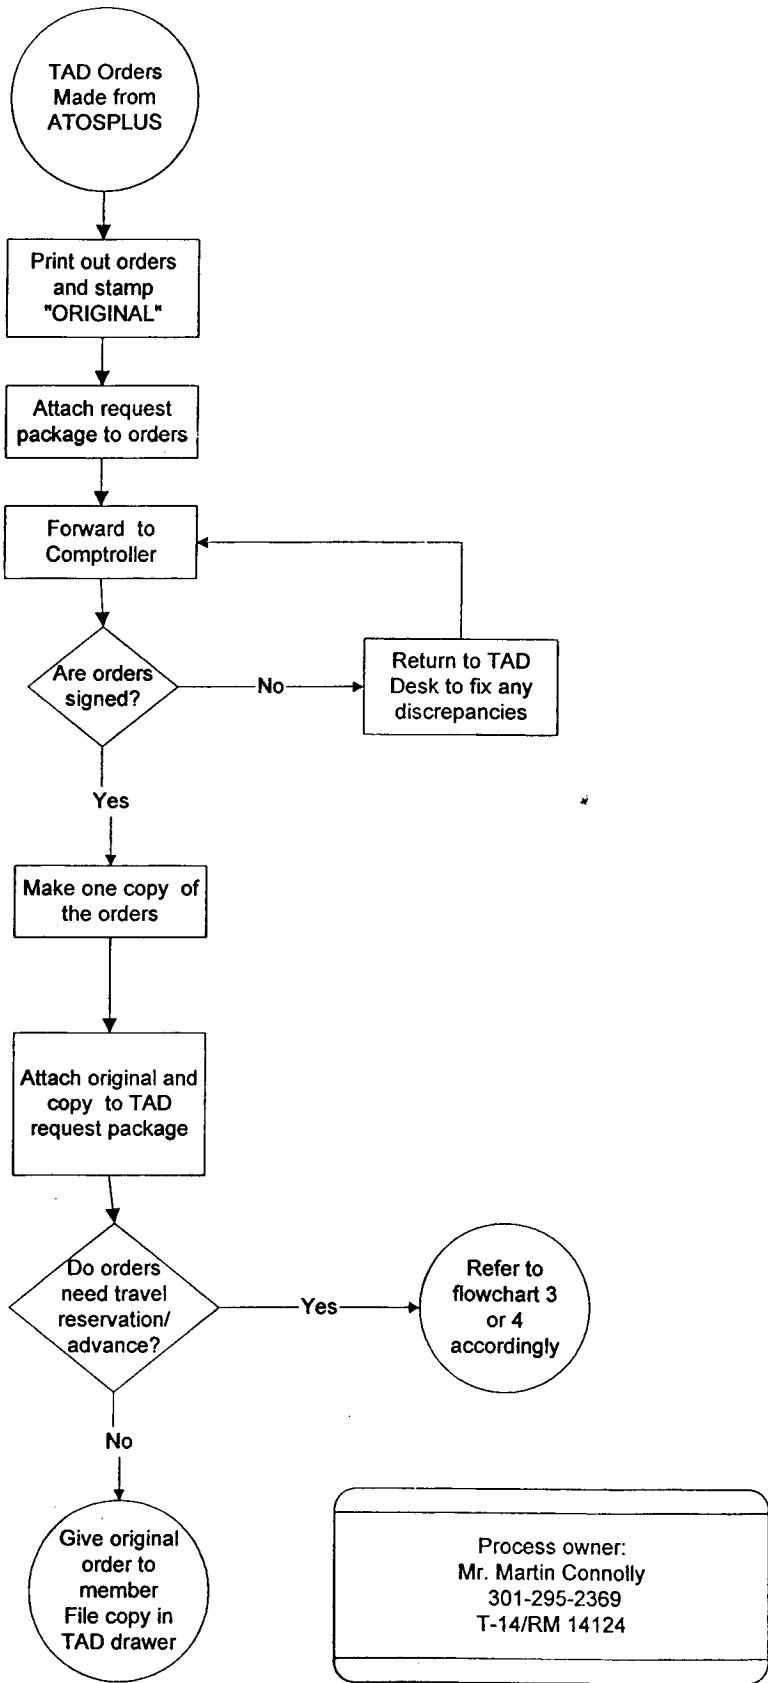 TAD Orders
Made from
ATOSPLUS
Print out orders
and stamp
"ORIGINAL"
Attach request
package to orders
Forward to
Comptroller
Are orders
signed?
No
Return to TAD
Desk to fix any
discrepancies
Yes
Make one copy of
the orders
Attach original and
copy to TAD
request package
Do orders
need travel
reservation/
advance?
Yes
Refer to
flowchart 3
or 4
accordingly
No
Give original
order to
member
File copy in
TAD drawer
Process owner:
Mr. Martin Connolly
301-295-2369
T-14/RM 14124